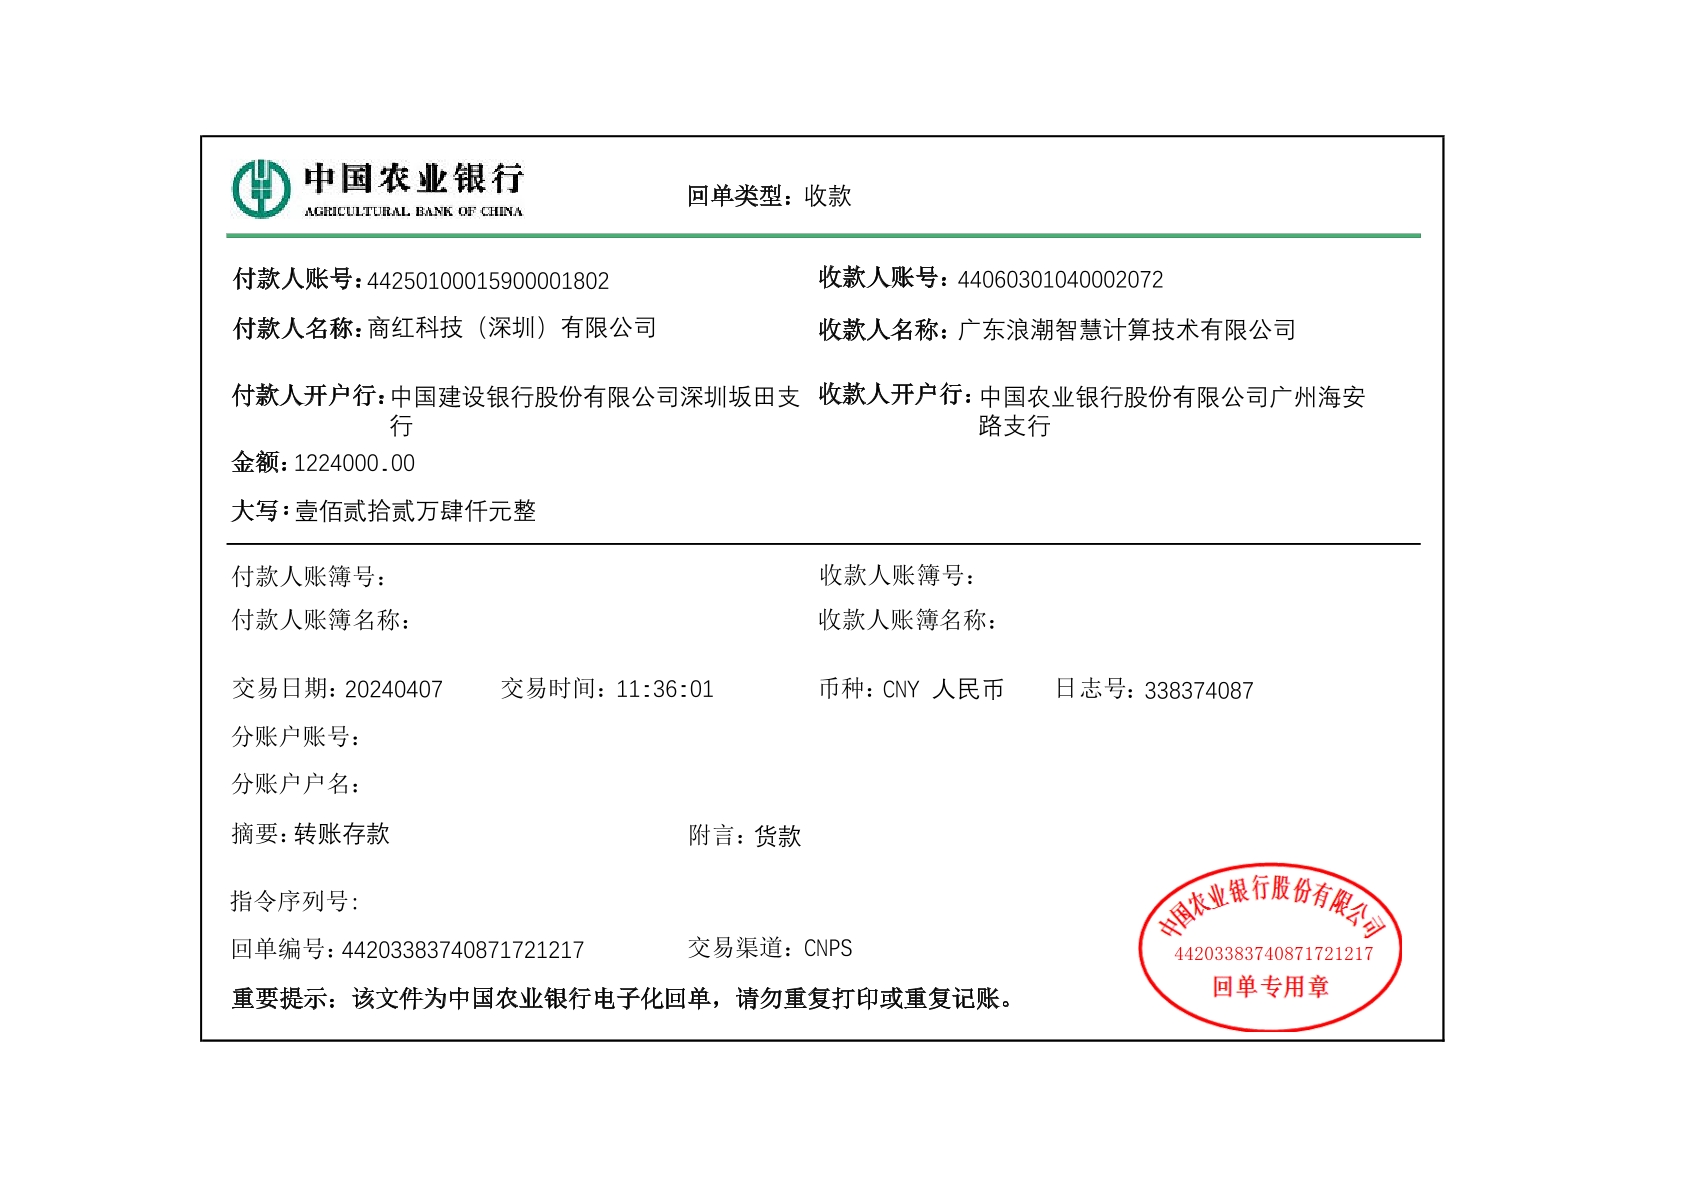 中国农业银行
AGRICULTURAL BANK OF CHINA
回单类型：收款
付款人账号：44250100015900001802
收款人账号：44060301040002072
付款人名称：商红科技（深圳）有限公司
收款人名称：广东浪潮智慧计算技术有限公司
付款人开户行：中国建设银行股份有限公司深圳坂田支
行
收款人开户行：中国农业银行股份有限公司广州海安
路支行
金额：1224000.00
大写：壹佰贰拾贰万肆仟元整
付款人账簿号：
收款人账簿号：
付款人账簿名称：
收款人账簿名称：
交易日期：20240407 交易时间：11:36:01 币种：CNY 人民币 日志号：338374087
分账户账号：
分账户户名：
摘要：转账存款 附言：货款
指令序列号：
回单编号：44203383740871721217 交易渠道：CNPS
重要提示：该文件为中国农业银行电子化回单，请勿重复打印或重复记账。
中国农业银行股份有限公司
44203383740871721217
回单专用章